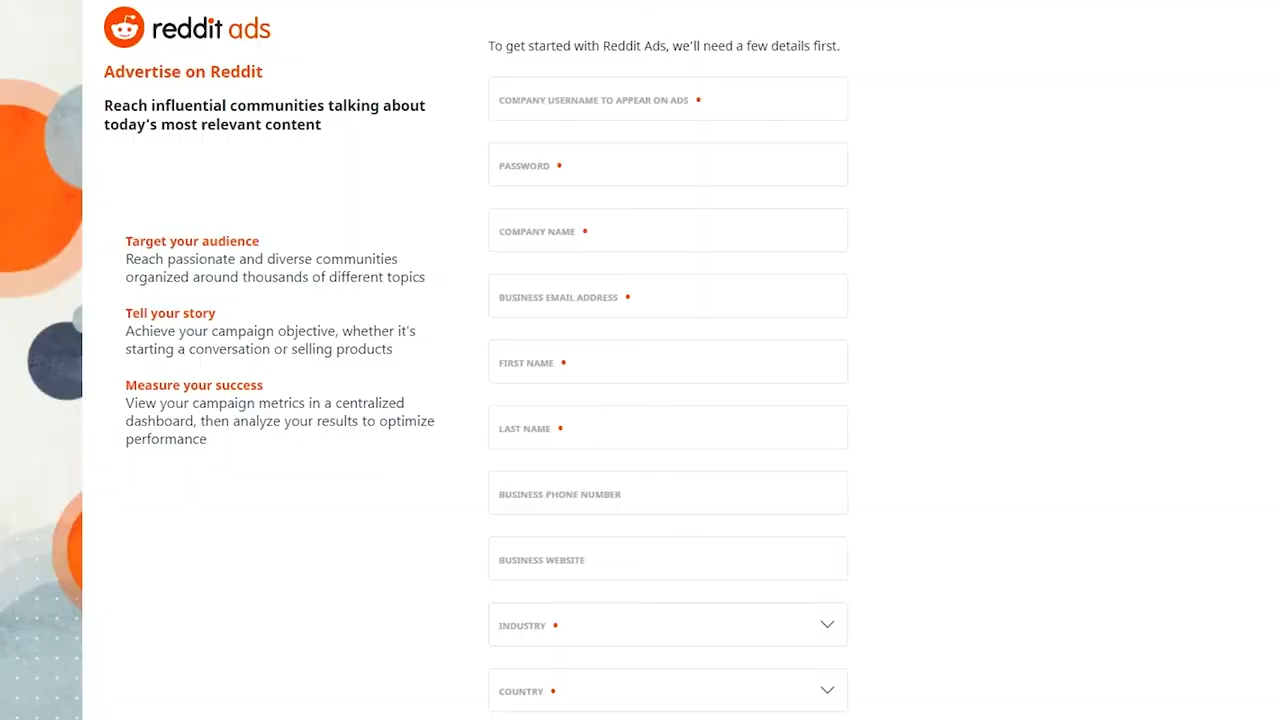 reddit ads
Advertise on Reddit
Reach influential communities talking about
today's most relevant content
Target your audience
Reach passionate and diverse communities
organized around thousands of different topics
Tell your story
Achieve your campaign objective, whether it's
starting a conversation or selling products
Measure your success
View your campaign metrics in a centralized
dashboard, then analyze your results to optimize
performance
To get started with Reddit Ads, we'll need a few details first.
COMPANY USERNAME TO APPEAR ON ADS
PASSWORD
COMPANY NAME
BUSINESS EMAIL ADDRESS
FIRST NAME
LAST NAME
BUSINESS PHONE NUMBER
BUSINESS WEBSITE
INDUSTRY
COUNTRY